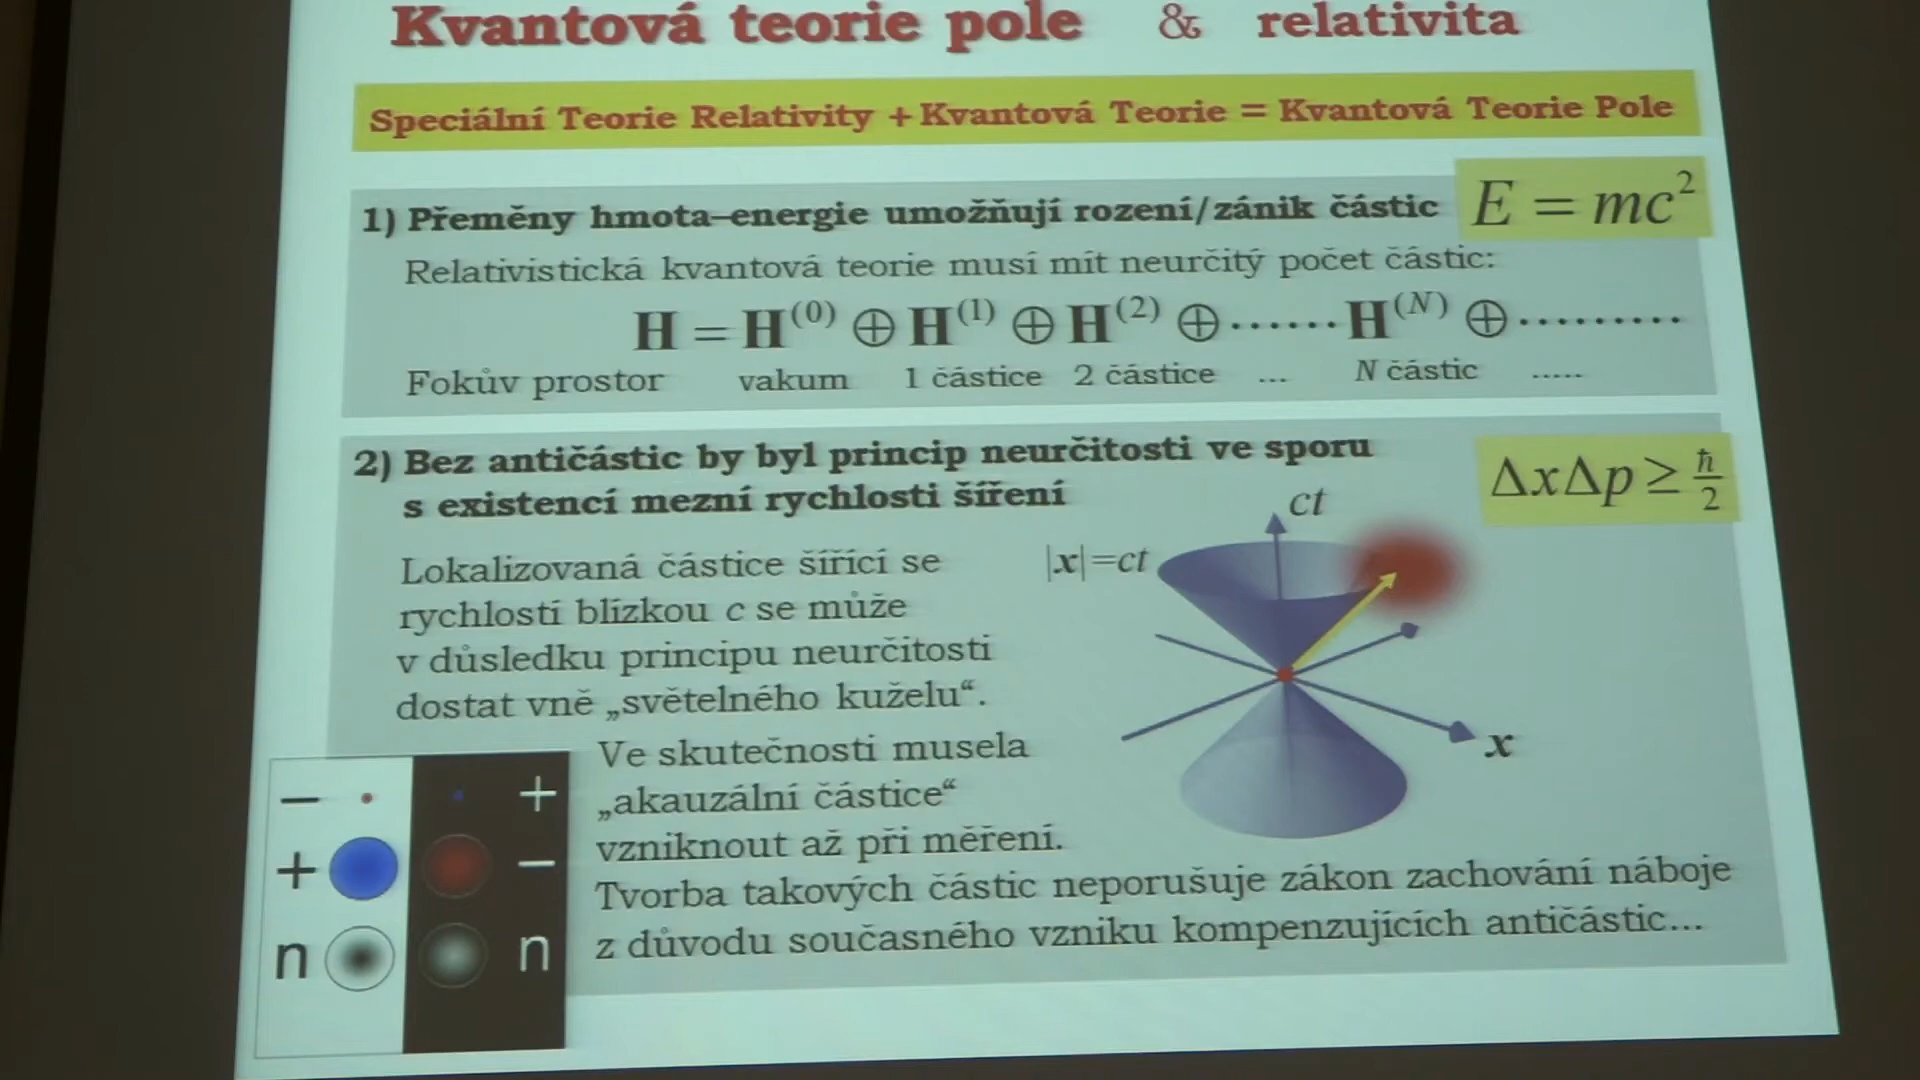 Kvantová teorie pole & relativita
Speciální Teorie Relativity + Kvantová Teorie = Kvantová Teorie Pole
1) Přeměny hmota–energie umožňují rození/zánik částic
E = mc²
Relativistická kvantová teorie musí mít neurčitý počet částic:
H = H⁽⁰⁾ ⊕ H⁽¹⁾ ⊕ H⁽²⁾ ⊕ ······ H⁽ᴺ⁾ ⊕ ·········
Fokův prostor vakum 1 částice 2 částice ... N částic .....
2) Bez antičástic by byl princip neurčitosti ve sporu
s existencí mezní rychlosti šíření
ΔxΔp ≥ ħ/2
ct
|x|=ct
x
Lokalizovaná částice šířící se
rychlostí blízkou c se může
v důsledku principu neurčitosti
dostat vně „světelného kuželu“.
Ve skutečnosti musela
„akauzální částice“
vzniknout až při měření.
Tvorba takových částic neporušuje zákon zachování náboje
z důvodu současného vzniku kompenzujících antičástic...
− +
+ −
n n